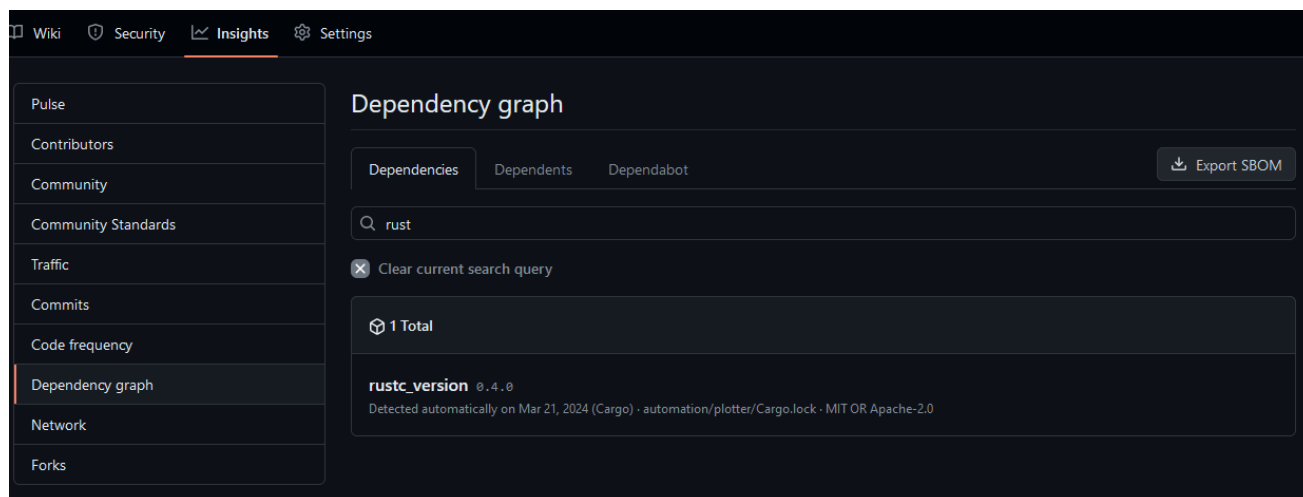 Wiki Security Insights Settings
Pulse
Contributors
Community
Community Standards
Traffic
Commits
Code frequency
Dependency graph
Network
Forks
Dependency graph
Dependencies Dependents Dependabot Export SBOM
rust
Clear current search query
1 Total
rustc_version 0.4.0
Detected automatically on Mar 21, 2024 (Cargo) · automation/plotter/Cargo.lock · MIT OR Apache-2.0